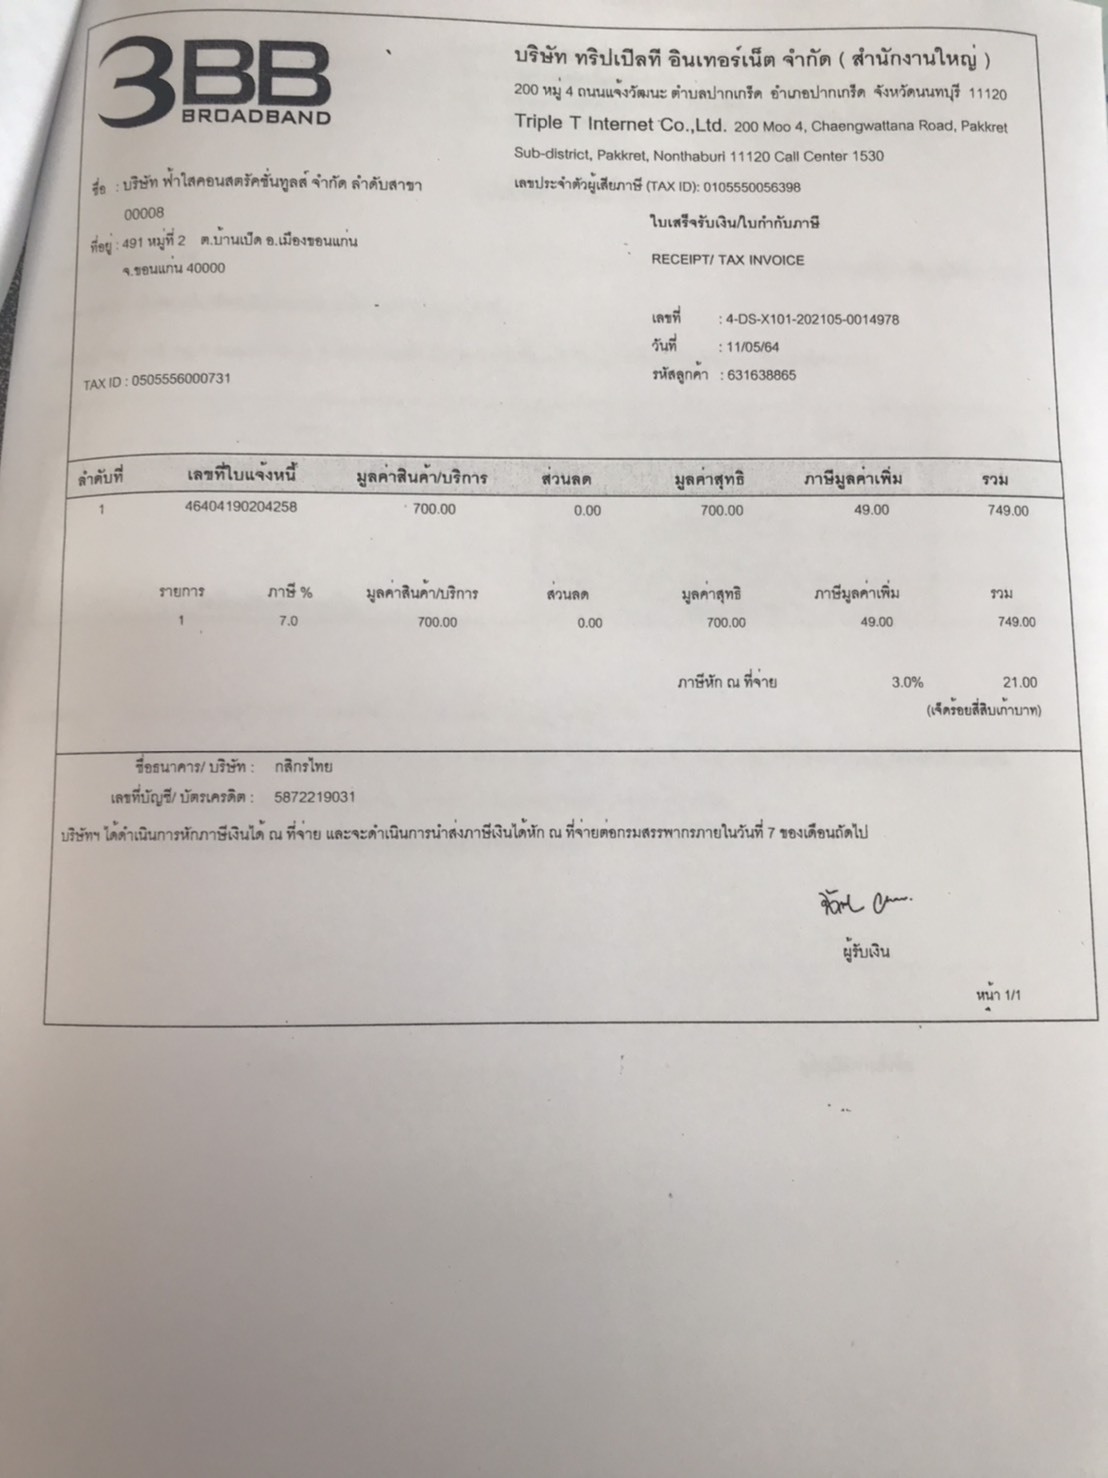 3BB
BROADBAND
บริษัท ทริปเปิลที อินเทอร์เน็ต จำกัด ( สำนักงานใหญ่ )
200 หมู่ 4 ถนนแจ้งวัฒนะ ตำบลปากเกร็ด อำเภอปากเกร็ด จังหวัดนนทบุรี 11120
Triple T Internet Co.,Ltd. 200 Moo 4, Chaengwattana Road, Pakkret
Sub-district, Pakkret, Nonthaburi 11120 Call Center 1530
เลขประจำตัวผู้เสียภาษี (TAX ID): 0105550056398
ชื่อ : บริษัท ฟ้าใสคอนสตรัคชั่นทูลส์ จำกัด ลำดับสาขา
00008
ที่อยู่ : 491 หมู่ที่ 2 ต.บ้านเป็ด อ.เมืองขอนแก่น
จ.ขอนแก่น 40000
ใบเสร็จรับเงิน/ใบกำกับภาษี
RECEIPT/ TAX INVOICE
เลขที่ : 4-DS-X101-202105-0014978
วันที่ : 11/05/64
รหัสลูกค้า : 631638865
TAX ID : 0505556000731
ลำดับที่ เลขที่ใบแจ้งหนี้ มูลค่าสินค้า/บริการ ส่วนลด มูลค่าสุทธิ ภาษีมูลค่าเพิ่ม รวม
1 46404190204258 700.00 0.00 700.00 49.00 749.00
รายการ ภาษี % มูลค่าสินค้า/บริการ ส่วนลด มูลค่าสุทธิ ภาษีมูลค่าเพิ่ม รวม
1 7.0 700.00 0.00 700.00 49.00 749.00
ภาษีหัก ณ ที่จ่าย 3.0% 21.00
(เจ็ดร้อยสี่สิบเก้าบาท)
ชื่อธนาคาร/ บริษัท : กสิกรไทย
เลขที่บัญชี/ บัตรเครดิต : 5872219031
บริษัทฯ ได้ดำเนินการหักภาษีเงินได้ ณ ที่จ่าย และจะดำเนินการนำส่งภาษีเงินได้หัก ณ ที่จ่ายต่อกรมสรรพากรภายในวันที่ 7 ของเดือนถัดไป
ผู้รับเงิน
หน้า 1/1